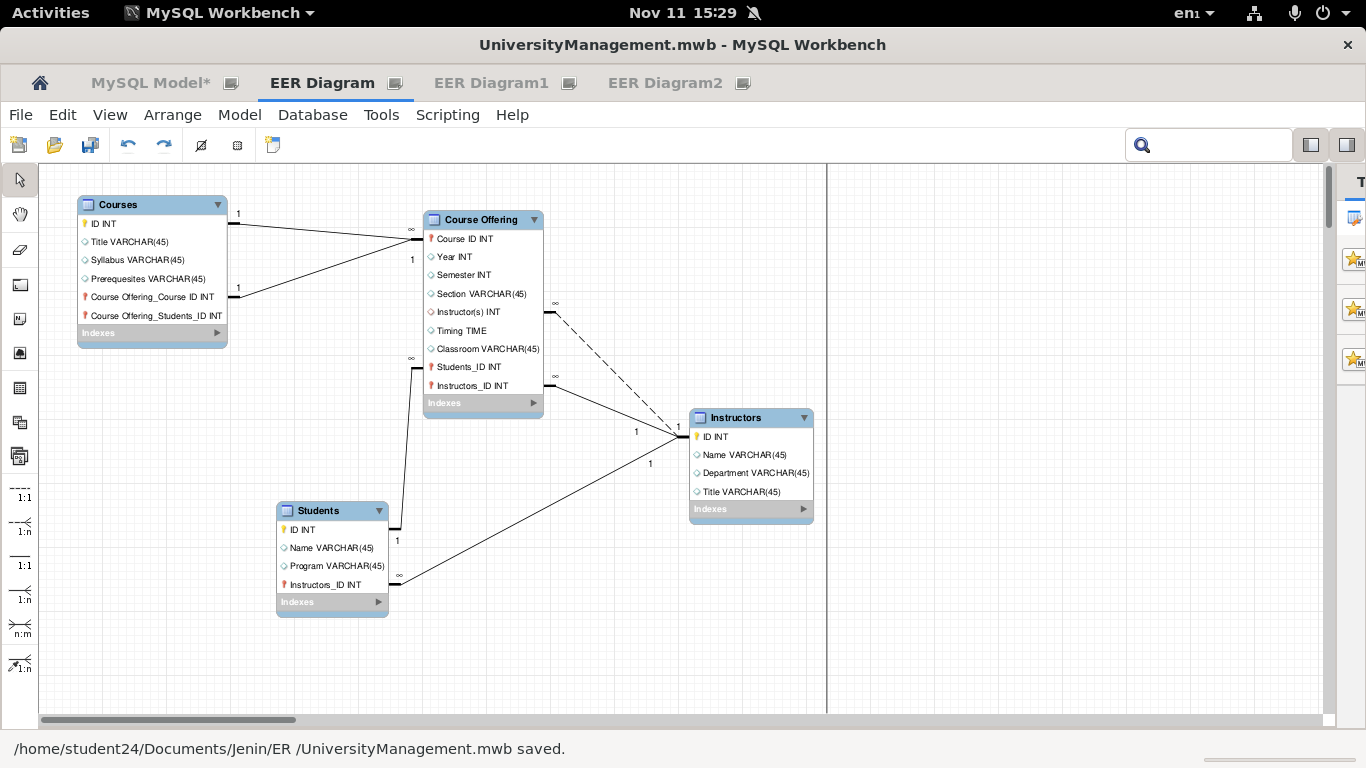 Activities MySQL Workbench Nov 11 15:29 en₁
UniversityManagement.mwb - MySQL Workbench
MySQL Model* EER Diagram EER Diagram1 EER Diagram2
File Edit View Arrange Model Database Tools Scripting Help
Courses
ID INT
Title VARCHAR(45)
Syllabus VARCHAR(45)
Prerequesites VARCHAR(45)
Course Offering_Course ID INT
Course Offering_Students_ID INT
Indexes
1
1
∞
1
Course Offering
Course ID INT
Year INT
Semester INT
Section VARCHAR(45)
Instructor(s) INT
Timing TIME
Classroom VARCHAR(45)
Students_ID INT
Instructors_ID INT
Indexes
∞
∞
∞
1
1
1
Instructors
ID INT
Name VARCHAR(45)
Department VARCHAR(45)
Title VARCHAR(45)
Indexes
Students
ID INT
Name VARCHAR(45)
Program VARCHAR(45)
Instructors_ID INT
Indexes
1
∞
1:1
1:n
1:1
1:n
n:m
1:n
T
/home/student24/Documents/Jenin/ER /UniversityManagement.mwb saved.